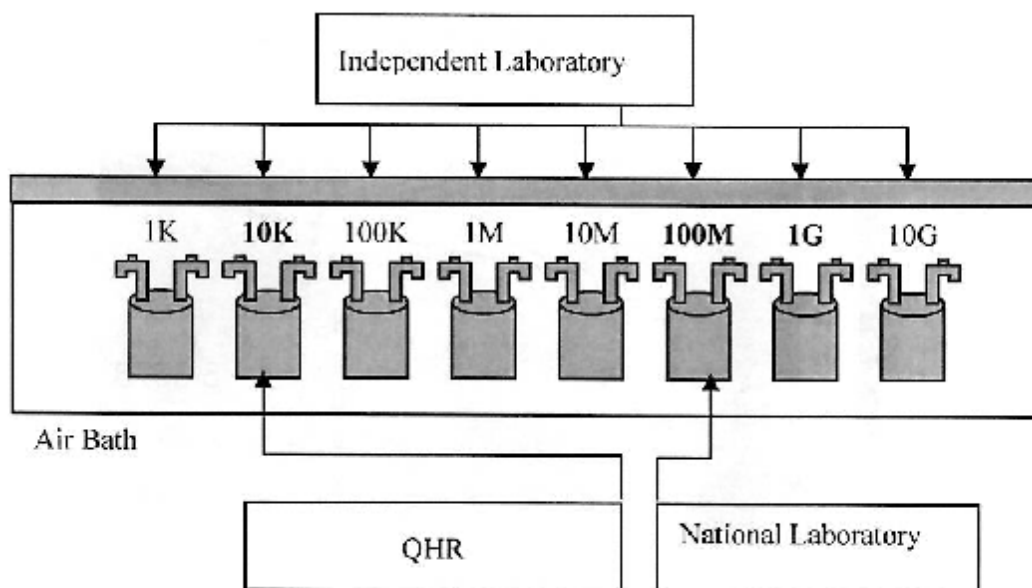 Independent Laboratory
1K 10K 100K 1M 10M 100M 1G 10G
Air Bath
QHR
National Laboratory